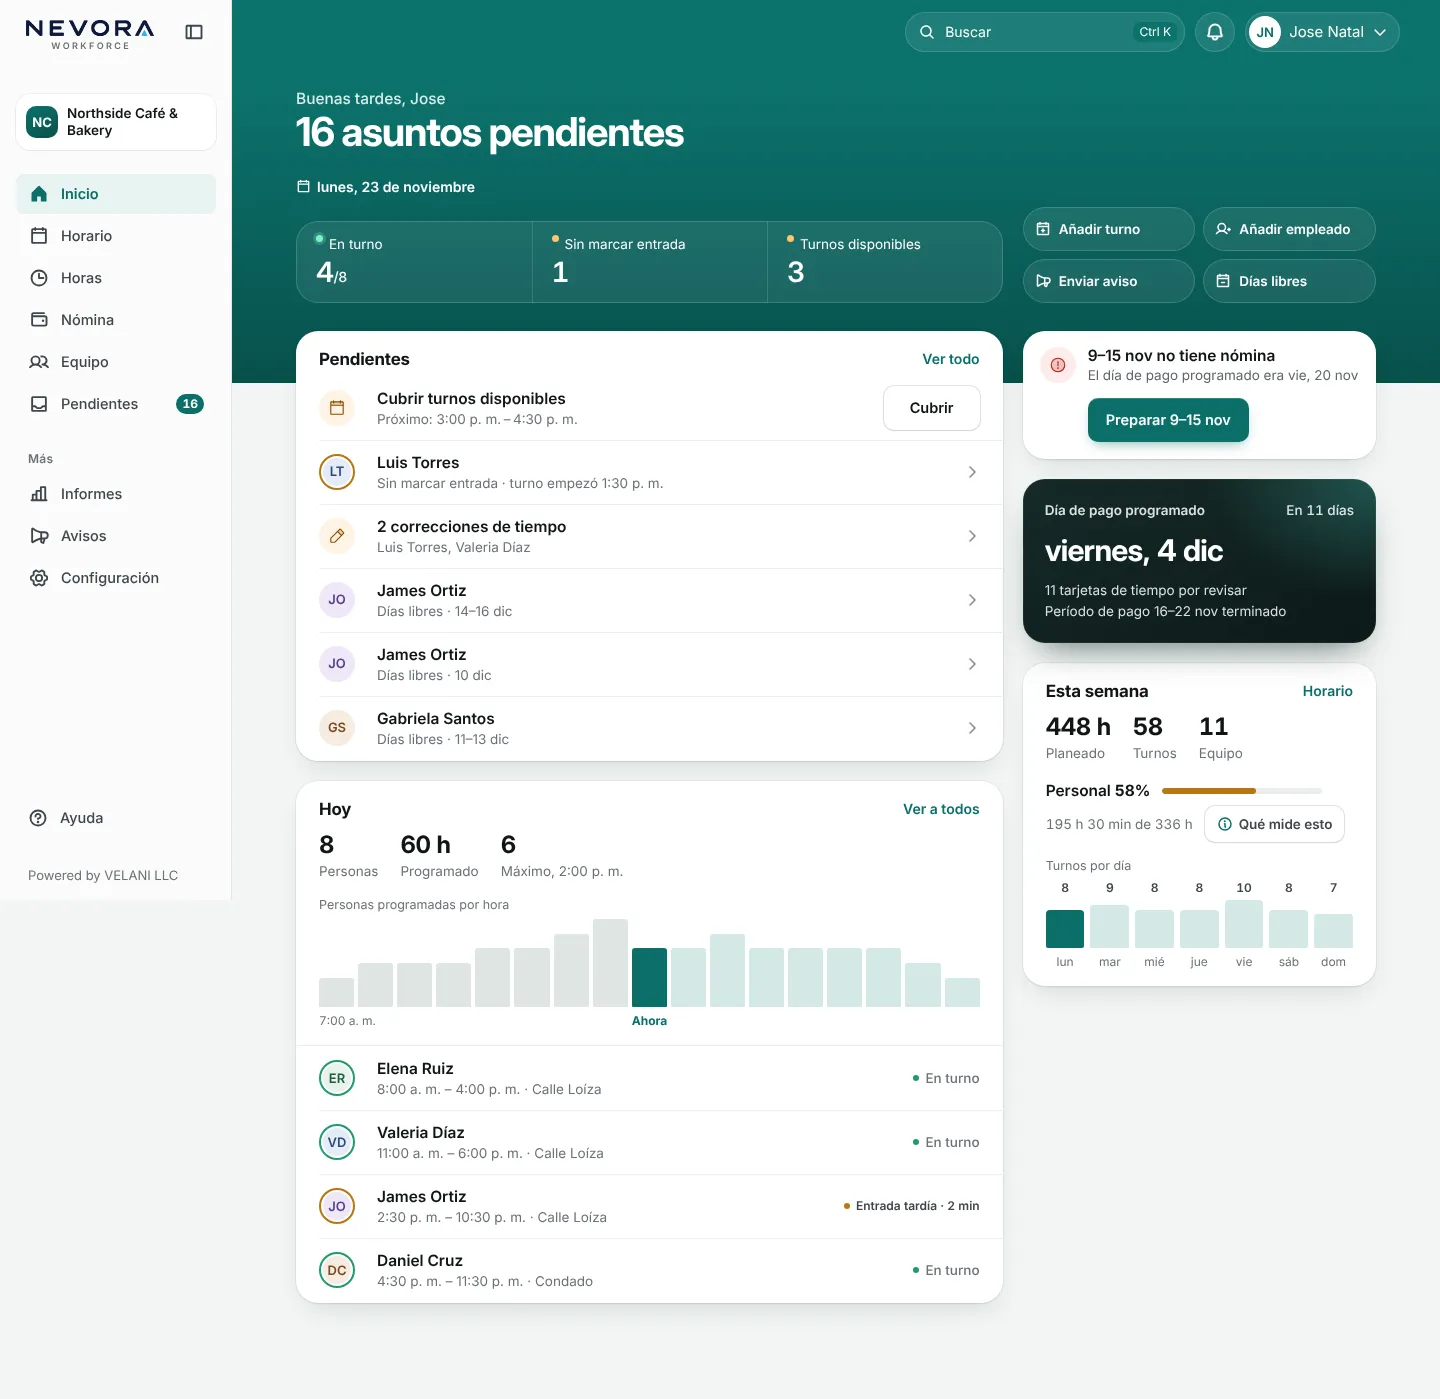 NEVORA
WORKFORCE
Buscar
Ctrl K
JN
Jose Natal
NC
Northside Café &
Bakery
Inicio
Horario
Horas
Nómina
Equipo
Pendientes
16
Más
Informes
Avisos
Configuración
Ayuda
Powered by VELANI LLC
Buenas tardes, Jose
16 asuntos pendientes
lunes, 23 de noviembre
En turno
4/8
Sin marcar entrada
1
Turnos disponibles
3
Añadir turno
Añadir empleado
Enviar aviso
Días libres
Pendientes
Ver todo
Cubrir turnos disponibles
Próximo: 3:00 p. m. – 4:30 p. m.
Cubrir
LT
Luis Torres
Sin marcar entrada · turno empezó 1:30 p. m.
2 correcciones de tiempo
Luis Torres, Valeria Díaz
JO
James Ortiz
Días libres · 14–16 dic
JO
James Ortiz
Días libres · 10 dic
GS
Gabriela Santos
Días libres · 11–13 dic
Hoy
Ver a todos
8
60 h
6
Personas
Programado
Máximo, 2:00 p. m.
Personas programadas por hora
7:00 a. m.
Ahora
ER
Elena Ruiz
8:00 a. m. – 4:00 p. m. · Calle Loíza
En turno
VD
Valeria Díaz
11:00 a. m. – 6:00 p. m. · Calle Loíza
En turno
JO
James Ortiz
2:30 p. m. – 10:30 p. m. · Calle Loíza
Entrada tardía · 2 min
DC
Daniel Cruz
4:30 p. m. – 11:30 p. m. · Condado
En turno
9–15 nov no tiene nómina
El día de pago programado era vie, 20 nov
Preparar 9–15 nov
Día de pago programado
En 11 días
viernes, 4 dic
11 tarjetas de tiempo por revisar
Período de pago 16–22 nov terminado
Esta semana
Horario
448 h
58
11
Planeado
Turnos
Equipo
Personal 58%
195 h 30 min de 336 h
Qué mide esto
Turnos por día
8 9 8 8 10 8 7
lun mar mié jue vie sáb dom